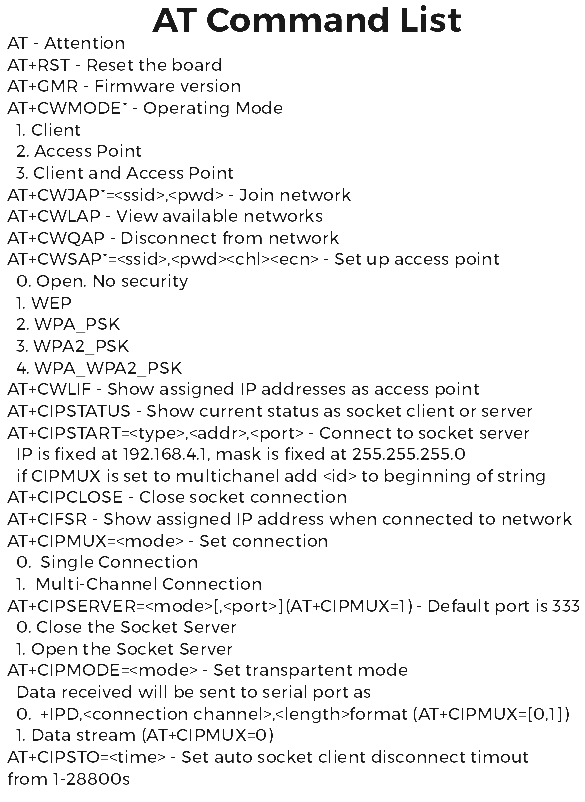 AT Command List
AT - Attention
AT+RST - Reset the board
AT+GMR - Firmware version
AT+CWMODE* - Operating Mode
1. Client
2. Access Point
3. Client and Access Point
AT+CWJAP*=<ssid>,<pwd> - Join network
AT+CWLAP - View available networks
AT+CWQAP - Disconnect from network
AT+CWSAP*=<ssid>,<pwd><chl><ecn> - Set up access point
0. Open. No security
1. WEP
2. WPA_PSK
3. WPA2_PSK
4. WPA_WPA2_PSK
AT+CWLIF - Show assigned IP addresses as access point
AT+CIPSTATUS - Show current status as socket client or server
AT+CIPSTART=<type>,<addr>,<port> - Connect to socket server
IP is fixed at 192.168.4.1, mask is fixed at 255.255.255.0
if CIPMUX is set to multichanel add <id> to beginning of string
AT+CIPCLOSE - Close socket connection
AT+CIFSR - Show assigned IP address when connected to network
AT+CIPMUX=<mode> - Set connection
0.  Single Connection
1.  Multi-Channel Connection
AT+CIPSERVER=<mode>[,<port>](AT+CIPMUX=1) - Default port is 333
0. Close the Socket Server
1. Open the Socket Server
AT+CIPMODE=<mode> - Set transpartent mode
Data received will be sent to serial port as
0.  +IPD,<connection channel>,<length>format (AT+CIPMUX=[0,1])
1. Data stream (AT+CIPMUX=0)
AT+CIPSTO=<time> - Set auto socket client disconnect timout
from 1-28800s